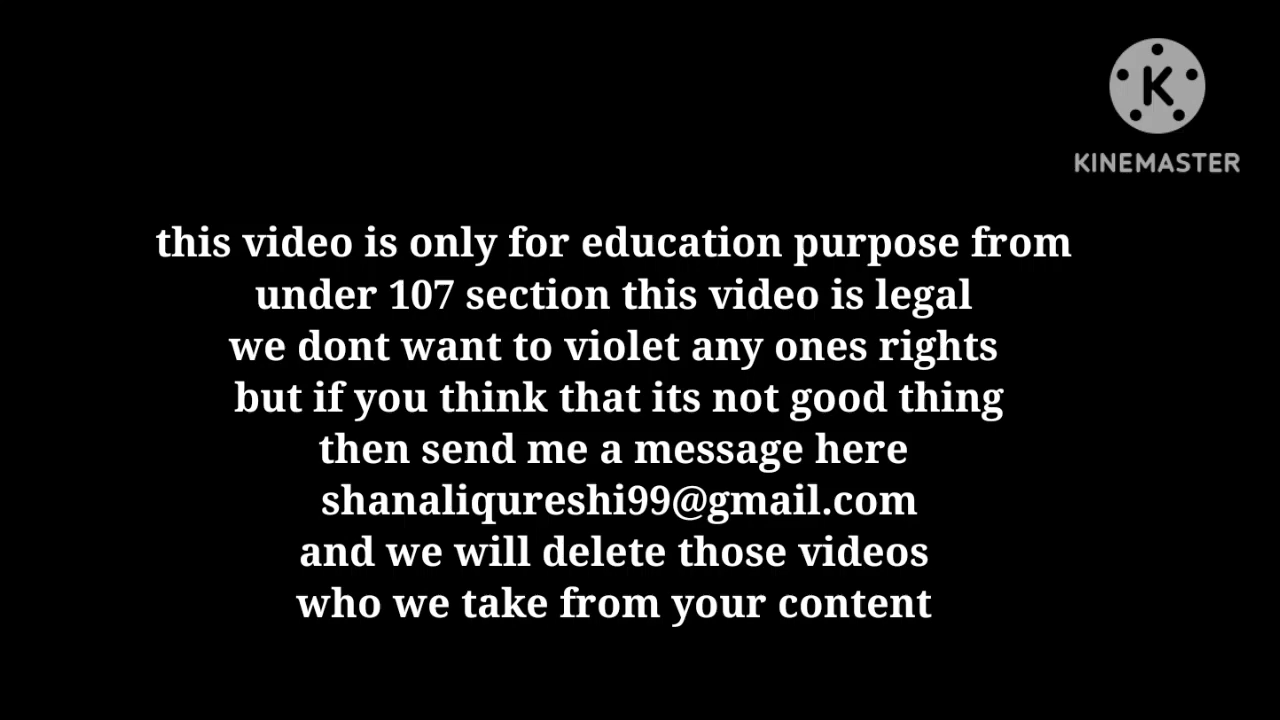 K
KINEMASTER
this video is only for education purpose from
under 107 section this video is legal
we dont want to violet any ones rights
but if you think that its not good thing
then send me a message here
shanaliqureshi99@gmail.com
and we will delete those videos
who we take from your content